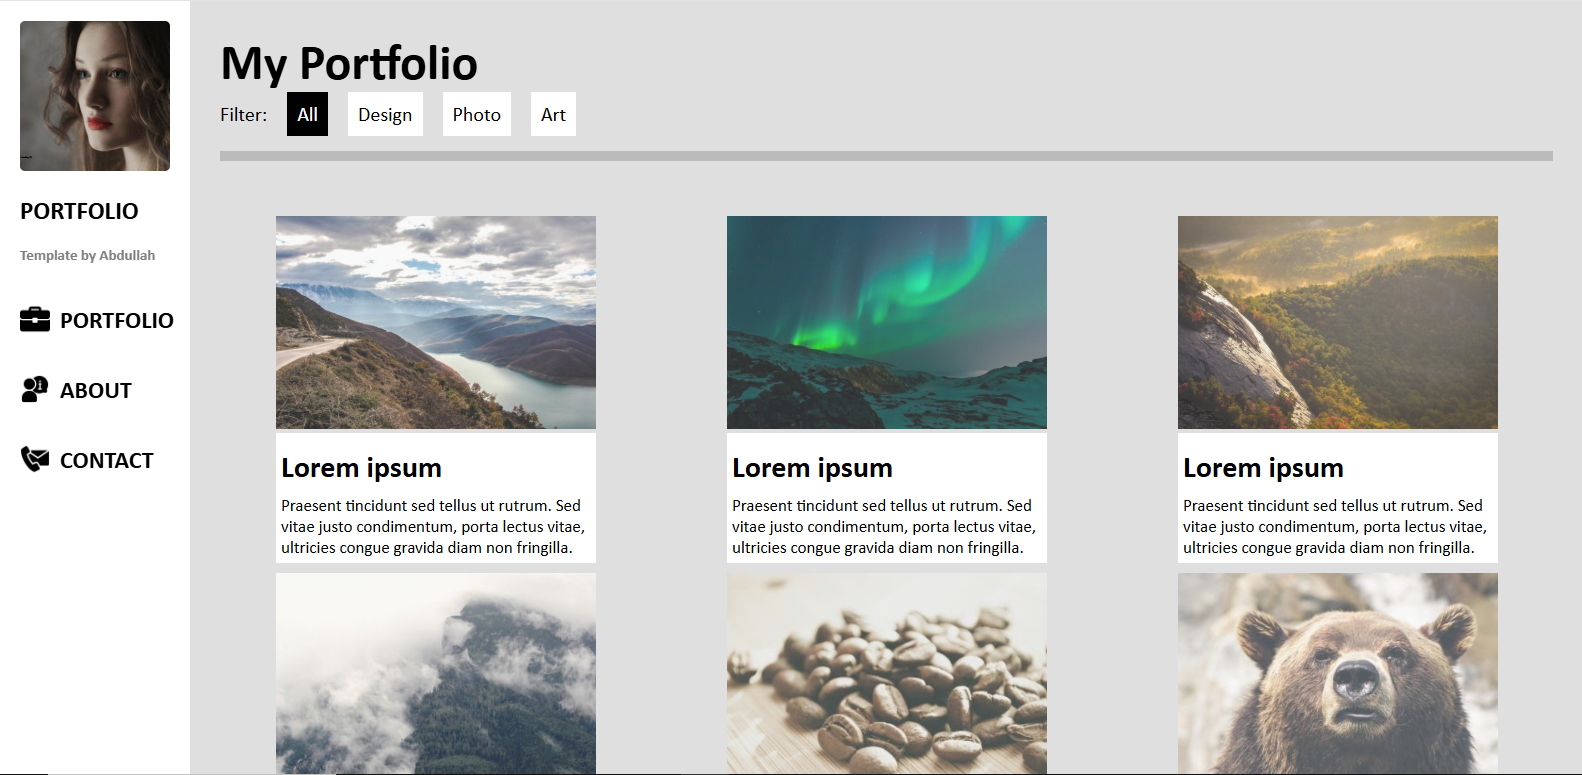 PORTFOLIO
Template by Abdullah
PORTFOLIO
ABOUT
CONTACT
My Portfolio
Filter: All Design Photo Art
Lorem ipsum
Praesent tincidunt sed tellus ut rutrum. Sed
vitae justo condimentum, porta lectus vitae,
ultricies congue gravida diam non fringilla.
Lorem ipsum
Praesent tincidunt sed tellus ut rutrum. Sed
vitae justo condimentum, porta lectus vitae,
ultricies congue gravida diam non fringilla.
Lorem ipsum
Praesent tincidunt sed tellus ut rutrum. Sed
vitae justo condimentum, porta lectus vitae,
ultricies congue gravida diam non fringilla.